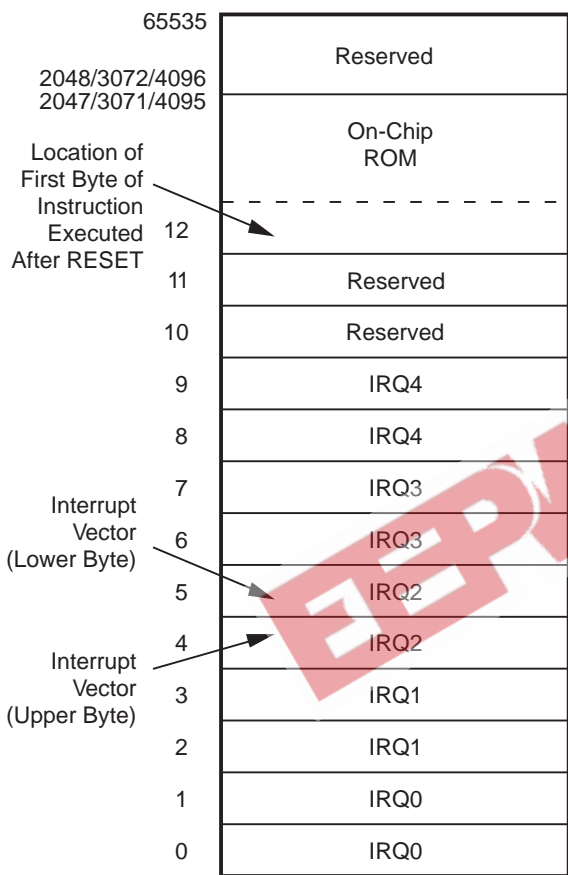 65535
Reserved
2048/3072/4096
2047/3071/4095
On-Chip
ROM
Location of
First Byte of
Instruction
Executed
After RESET
12
11 Reserved
10 Reserved
9 IRQ4
8 IRQ4
7 IRQ3
Interrupt
Vector
(Lower Byte)
6 IRQ3
5 IRQ2
4 IRQ2
Interrupt
Vector
(Upper Byte)
3 IRQ1
2 IRQ1
1 IRQ0
0 IRQ0